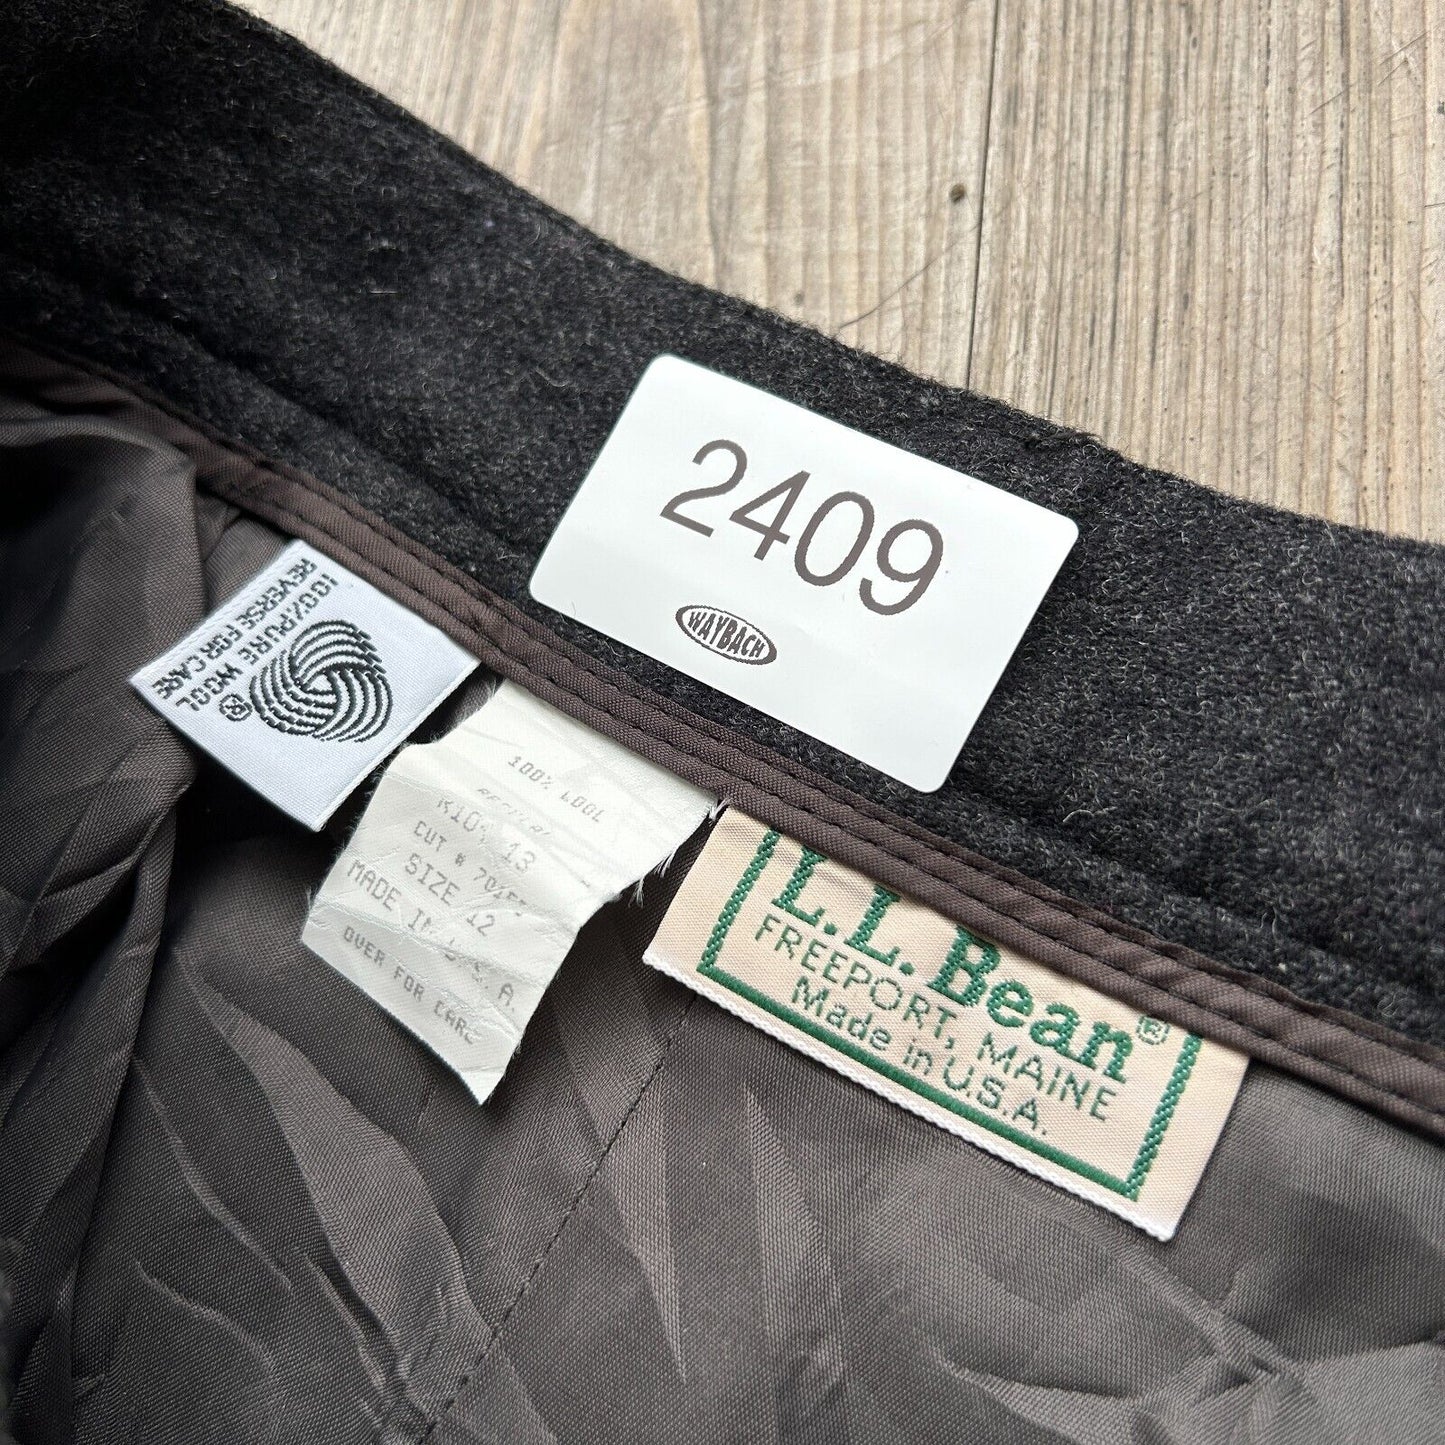 2409
WAYBACH
100% PURE WOOL ®
REVERSE FOR CARE
100% WOOL
13
CUT #
SIZE 12
MADE IN U.S.A.
OVER FOR CARE
L.L.Bean®
FREEPORT, MAINE
Made in U.S.A.